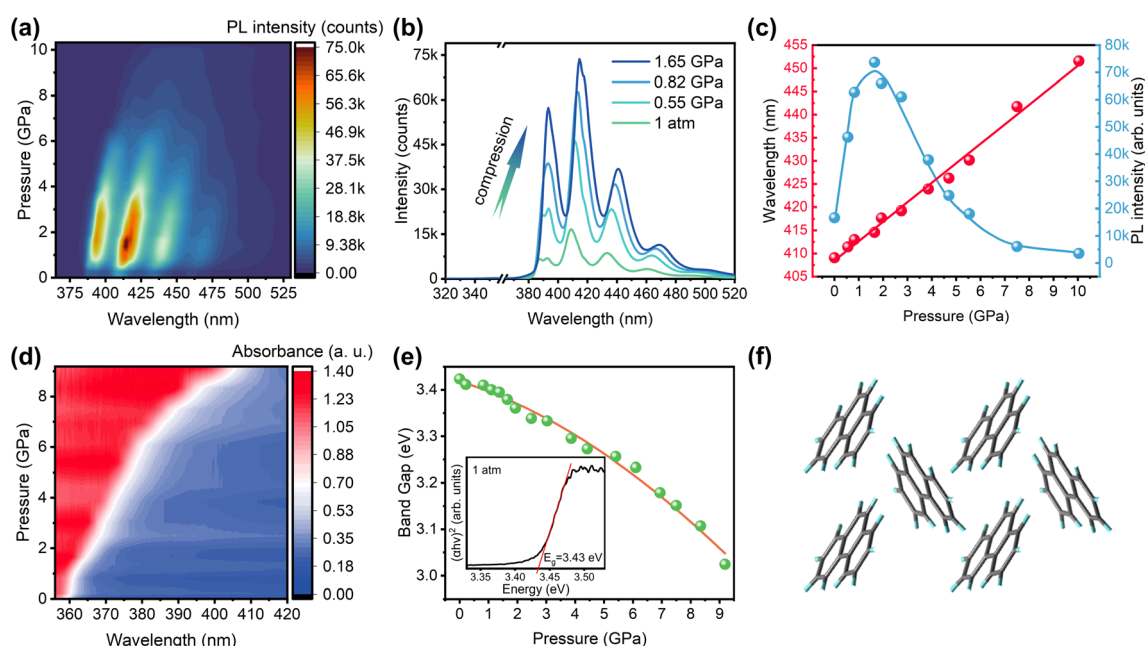 (a)
PL intensity (counts)
10
8
6
4
2
0
Pressure (GPa)
375 400 425 450 475 500 525
Wavelength (nm)
75.0k
65.6k
56.3k
46.9k
37.5k
28.1k
18.8k
9.38k
0.00
(b)
75k
60k
45k
30k
15k
0
Intensity (counts)
compression
1.65 GPa
0.82 GPa
0.55 GPa
1 atm
320 340 380 400 420 440 460 480 500 520
Wavelength (nm)
(c)
455
450
445
440
435
430
425
420
415
410
405
Wavelength (nm)
80k
70k
60k
50k
40k
30k
20k
10k
0
PL intensity (arb. units)
0 1 2 3 4 5 6 7 8 9 10
Pressure (GPa)
(d)
Absorbance (a. u.)
8
6
4
2
0
Pressure (GPa)
360 370 380 390 400 410 420
Wavelength (nm)
1.40
1.23
1.05
0.88
0.70
0.53
0.35
0.18
0.00
(e)
3.4
3.3
3.2
3.1
3.0
Band Gap (eV)
1 atm
(αhν)² (arb. units)
Eg=3.43 eV
3.35 3.40 3.45 3.50
Energy (eV)
0 1 2 3 4 5 6 7 8 9
Pressure (GPa)
(f)